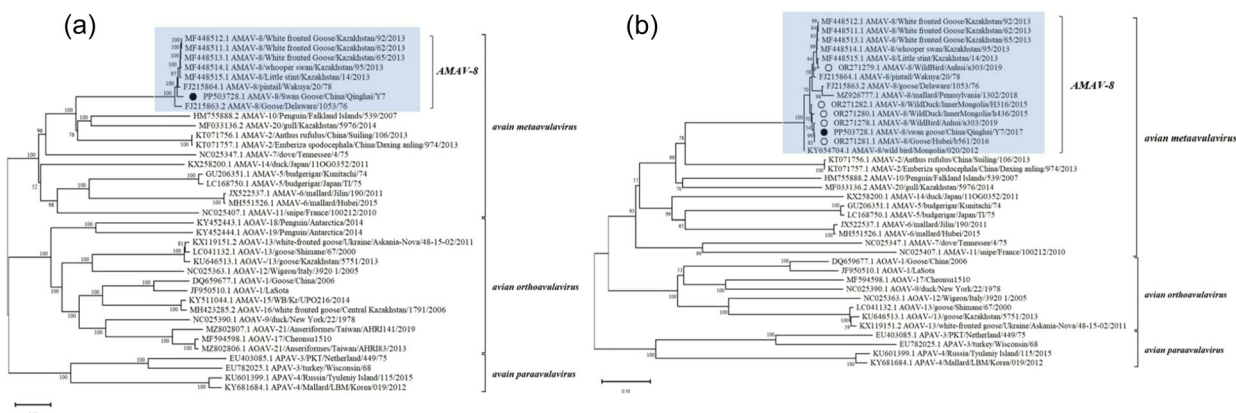 (a)
MF448512.1 AMAV-8/White fronted Goose/Kazakhstan/92/2013
MF448511.1 AMAV-8/White fronted Goose/Kazakhstan/62/2013
MF448513.1 AMAV-8/White fronted Goose/Kazakhstan/65/2013
MF448514.1 AMAV-8/whooper swan/Kazakhstan/95/2013
MF448515.1 AMAV-8/Little stint/Kazakhstan/14/2013
FJ215864.1 AMAV-8/pintail/Wakuya/20/78
PP503728.1 AMAV-8/Swan Goose/China/Qinghai/Y7
FJ215863.2 AMAV-8/Goose/Delaware/1053/76
HM755888.2 AMAV-10/Penguin/Falkland Islands/539/2007
MF033136.2 AMAV-20/gull/Kazakhstan/5976/2014
KT071756.1 AMAV-2/Anthus rufulus/China/Suiling/106/2013
KT071757.1 AMAV-2/Emberiza spodocephala/China/Daxing anling/974/2013
NC025347.1 AMAV-7/dove/Tennessee/4/75
KX258200.1 AMAV-14/duck/Japan/11OG0352/2011
GU206351.1 AMAV-5/budgerigar/Kunitachi/74
LC168750.1 AMAV-5/budgerigar/Japan/TI/75
JX522537.1 AMAV-6/mallard/Jilin/190/2011
MH551526.1 AMAV-6/mallard/Hubei/2015
NC025407.1 AMAV-11/snipe/France/100212/2010
KY452443.1 AOAV-18/Penguin/Antarctica/2014
KY452444.1 AOAV-19/Penguin/Antarctica/2014
KX119151.2 AOAV-13/white-fronted goose/Ukraine/Askania-Nova/48-15-02/2011
LC041132.1 AOAV-13/goose/Shimane/67/2000
KU646513.1 AOAV-/13/goose/Kazakhstan/5751/2013
NC025363.1 AOAV-12/Wigeon/Italy/3920 1/2005
DQ659677.1 AOAV-1/Goose/China/2006
JF950510.1 AOAV-1/LaSota
KY511044.1 AMAV-15/WB/Kr/UPO216/2014
MH423285.2 AOAV-16/white fronted goose/Central Kazakhstan/1791/2006
NC025390.1 AOAV-9/duck/New York/22/1978
MZ802807.1 AOAV-21/Anseriformes/Taiwan/AHRI141/2019
MF594598.1 AOAV-17/Cheonsu1510
MZ802806.1 AOAV-21/Anseriformes/Taiwan/AHRI83/2013
EU403085.1 APAV-3/PKT/Netherland/449/75
EU782025.1 APAV-3/turkey/Wisconsin/68
KU601399.1 APAV-4/Russia/Tyuleniy Island/115/2015
KY681684.1 APAV-4/Mallard/LBM/Korea/019/2012
AMAV-8
avain metaavulavirus
avian orthoavulavirus
avain paraavulavirus
(b)
MF448512.1 AMAV-8/White fronted Goose/Kazakhstan/92/2013
MF448511.1 AMAV-8/White fronted Goose/Kazakhstan/62/2013
MF448513.1 AMAV-8/White fronted Goose/Kazakhstan/65/2013
MF448514.1 AMAV-8/whooper swan/Kazakhstan/95/2013
MF448515.1 AMAV-8/Little stint/Kazakhstan/14/2013
OR271279.1 AMAV-8/WildBird/Anhui/a303/2019
FJ215864.1 AMAV-8/pintail/Wakuya/20/78
FJ215863.2 AMAV-8/goose/Delaware/1053/76
MZ926777.1 AMAV-8/mallard/Pennsylvania/1302/2018
OR271282.1 AMAV-8/WildDuck/InnerMongolia/H316/2015
OR271280.1 AMAV-8/WildDuck/InnerMongolia/h436/2015
OR271278.1 AMAV-8/WildBird/Anhui/a303/2019
PP503728.1 AMAV-8/swan goose/China/Qinghai/Y7/2017
OR271281.1 AMAV-8/Goose/Hubei/b561/2016
KY654704.1 AMAV-8/wild bird/Mongolia/020/2012
KT071756.1 AMAV-2/Anthus rufulus/China/Suiling/106/2013
KT071757.1 AMAV-2/Emberiza spodocephala/China/Daxing anling/974/2013
HM755888.2 AMAV-10/Penguin/Falkland Islands/539/2007
MF033136.2 AMAV-20/gull/Kazakhstan/5976/2014
KX258200.1 AMAV-14/duck/Japan/11OG0352/2011
GU206351.1 AMAV-5/budgerigar/Kunitachi/74
LC168750.1 AMAV-5/budgerigar/Japan/TI/75
JX522537.1 AMAV-6/mallard/Jilin/190/2011
MH551526.1 AMAV-6/mallard/Hubei/2015
NC025347.1 AMAV-7/dove/Tennessee/4/75
NC025407.1 AMAV-11/snipe/France/100212/2010
DQ659677.1 AOAV-1/Goose/China/2006
JF950510.1 AOAV-1/LaSota
MF594598.1 AOAV-17/Cheonsu1510
NC025390.1 AOAV-9/duck/New York/22/1978
NC025363.1 AOAV-12/Wigeon/Italy/3920 1/2005
LC041132.1 AOAV-13/goose/Shimane/67/2000
KU646513.1 AOAV-/13/goose/Kazakhstan/5751/2013
KX119151.2 AOAV-13/white-fronted goose/Ukraine/Askania-Nova/48-15-02/2011
EU403085.1 APAV-3/PKT/Netherland/449/75
EU782025.1 APAV-3/turkey/Wisconsin/68
KU601399.1 APAV-4/Russia/Tyuleniy Island/115/2015
KY681684.1 APAV-4/Mallard/LBM/Korea/019/2012
AMAV-8
avian metaavulavirus
avian orthoavulavirus
avian paraavulavirus
0.10